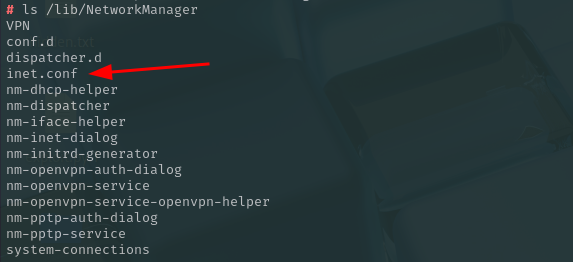 # ls /lib/NetworkManager
VPN
conf.d
dispatcher.d
inet.conf
nm-dhcp-helper
nm-dispatcher
nm-iface-helper
nm-inet-dialog
nm-initrd-generator
nm-openvpn-auth-dialog
nm-openvpn-service
nm-openvpn-service-openvpn-helper
nm-pptp-auth-dialog
nm-pptp-service
system-connections